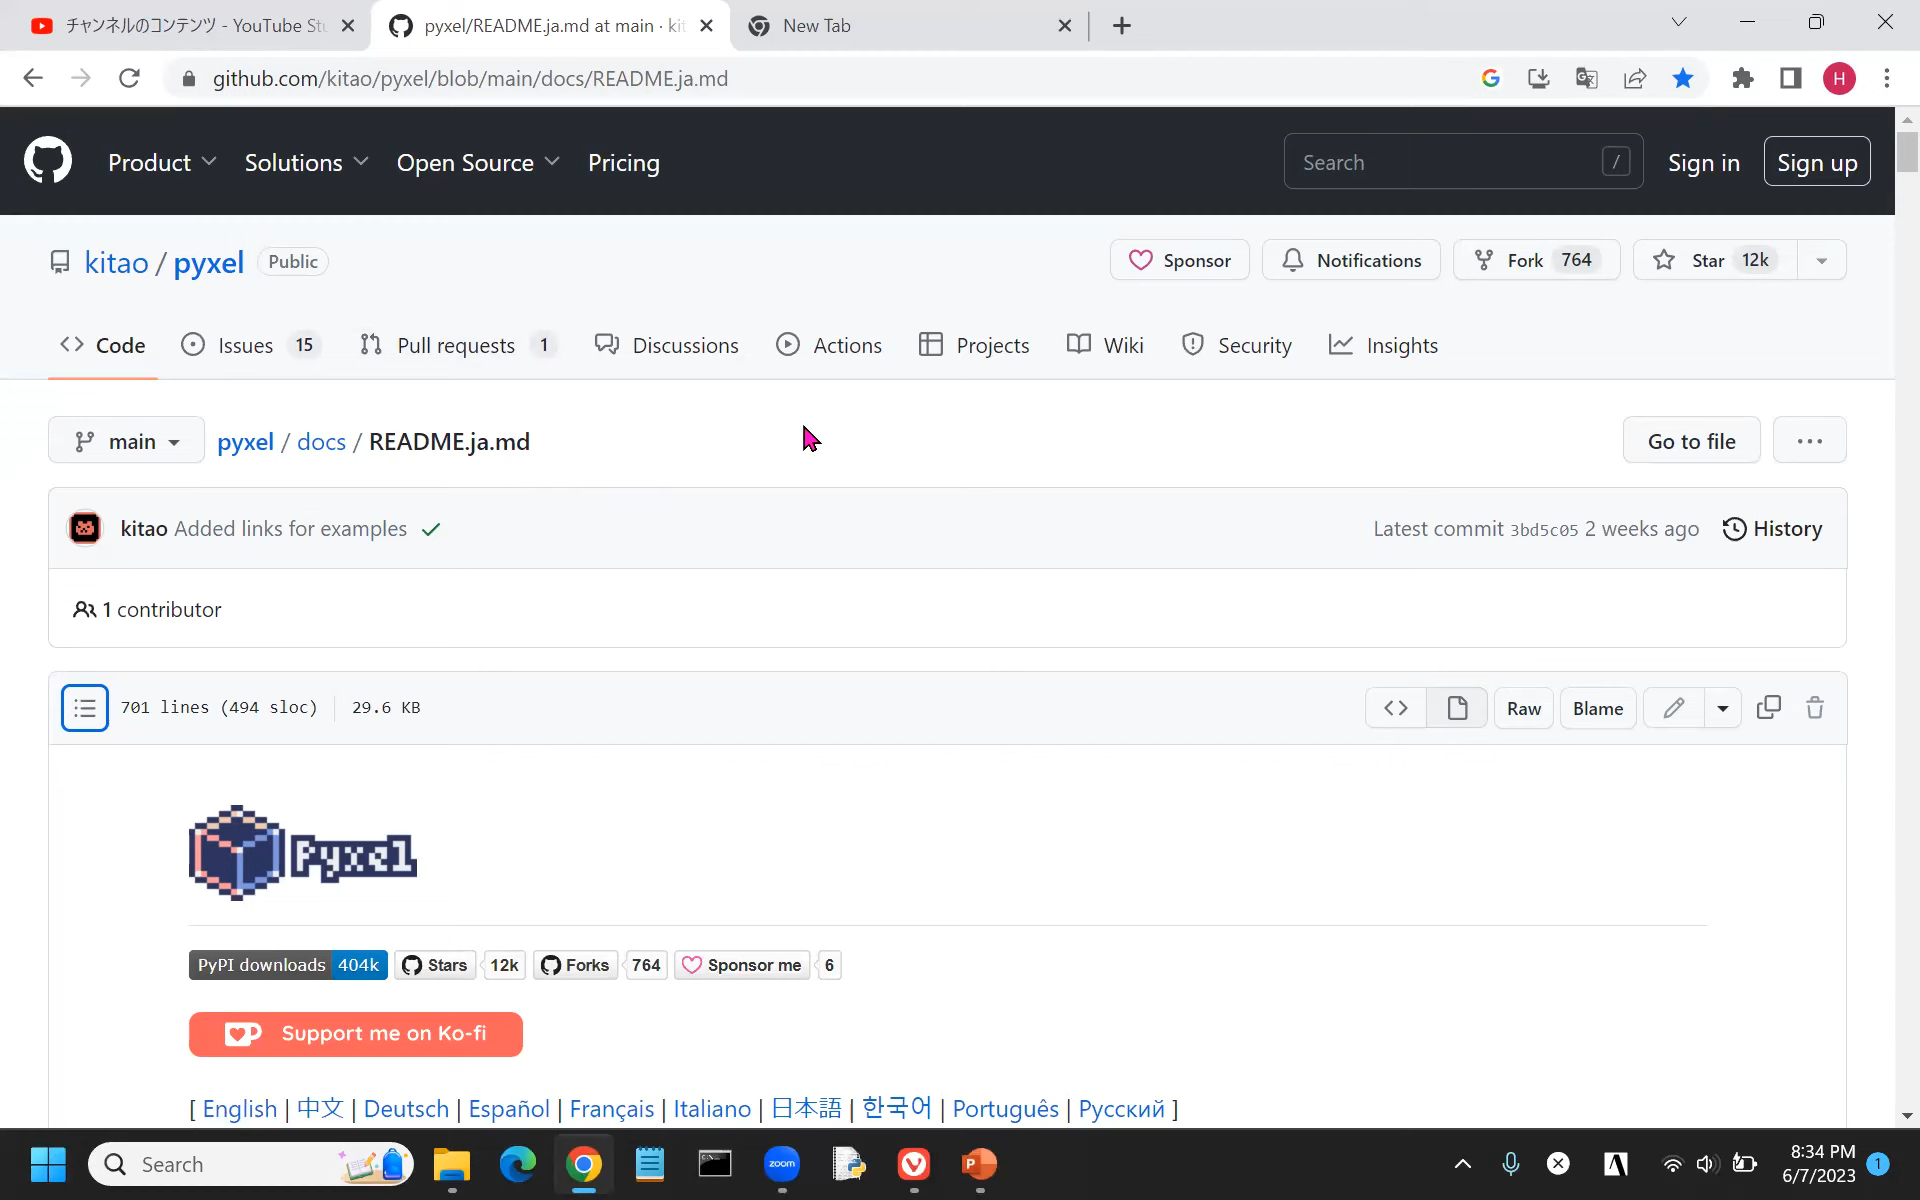 チャンネルのコンテンツ - YouTube Stu
pyxel/README.ja.md at main · kit
New Tab
github.com/kitao/pyxel/blob/main/docs/README.ja.md
H
Product
Solutions
Open Source
Pricing
Search /
Sign in
Sign up
kitao / pyxel Public
Sponsor
Notifications
Fork 764
Star 12k
Code
Issues 15
Pull requests 1
Discussions
Actions
Projects
Wiki
Security
Insights
main
pyxel / docs / README.ja.md
Go to file
kitao Added links for examples
Latest commit 3bd5c05 2 weeks ago
History
1 contributor
701 lines (494 sloc) 29.6 KB
Raw
Blame
Pyxel
PyPI downloads 404k
Stars 12k
Forks 764
Sponsor me 6
Support me on Ko-fi
[ English | 中文 | Deutsch | Español | Français | Italiano | 日本語 | 한국어 | Português | Русский ]
Search
zoom
P
A
8:34 PM
6/7/2023
1